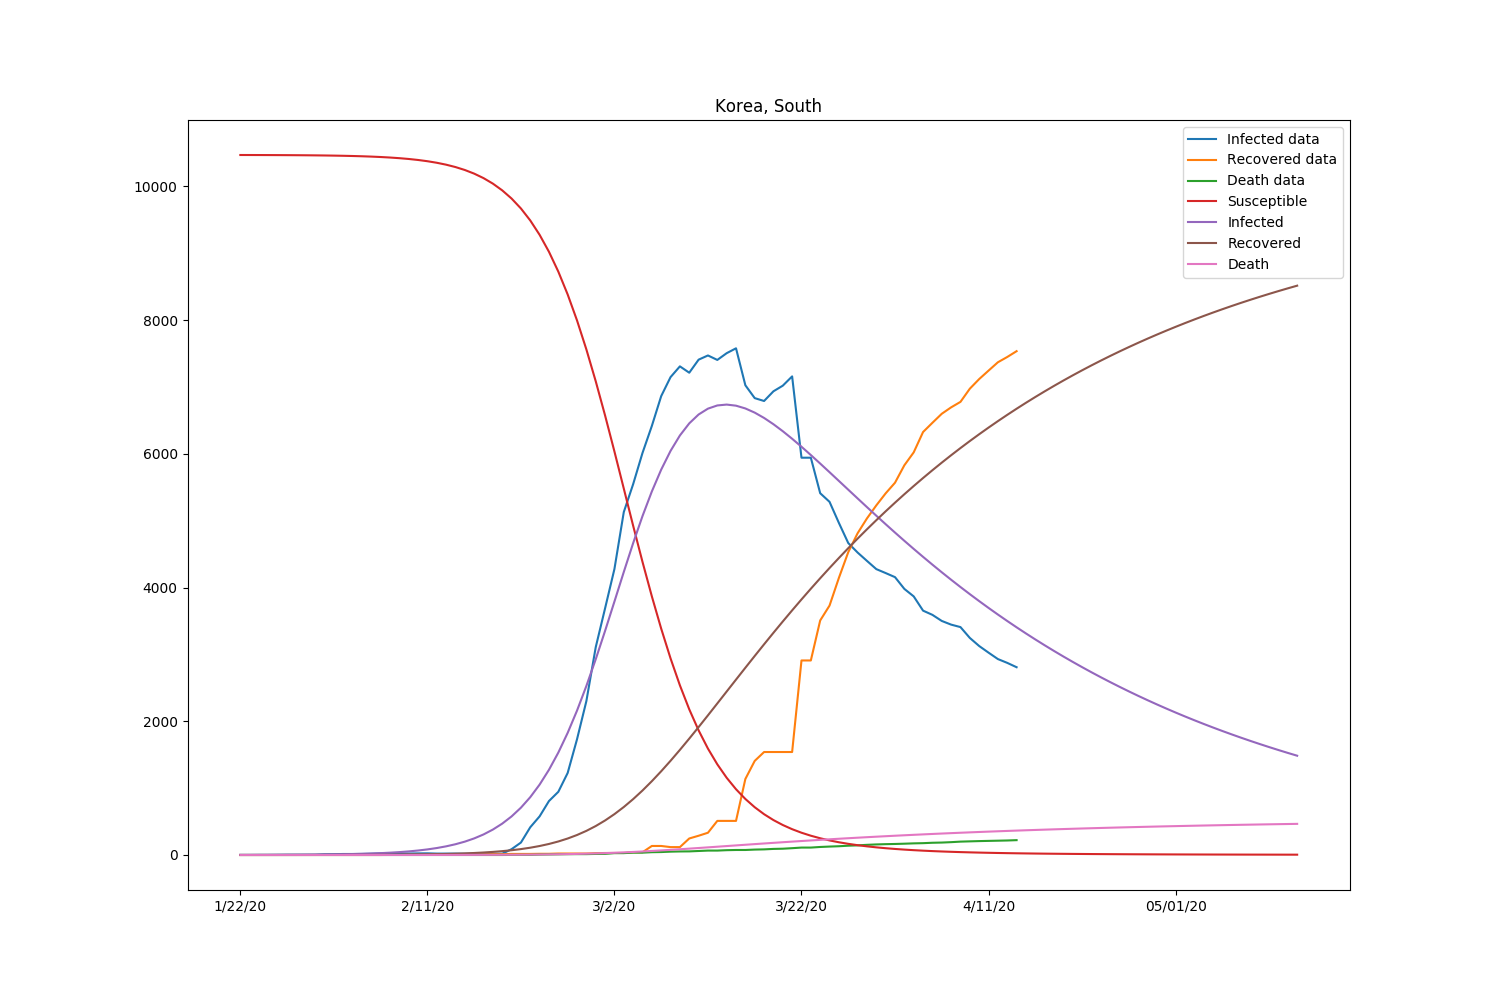 Korea, South
Infected data
Recovered data
Death data
Susceptible
Infected
Recovered
Death
10000
8000
6000
4000
2000
0
1/22/20 2/11/20 3/2/20 3/22/20 4/11/20 05/01/20